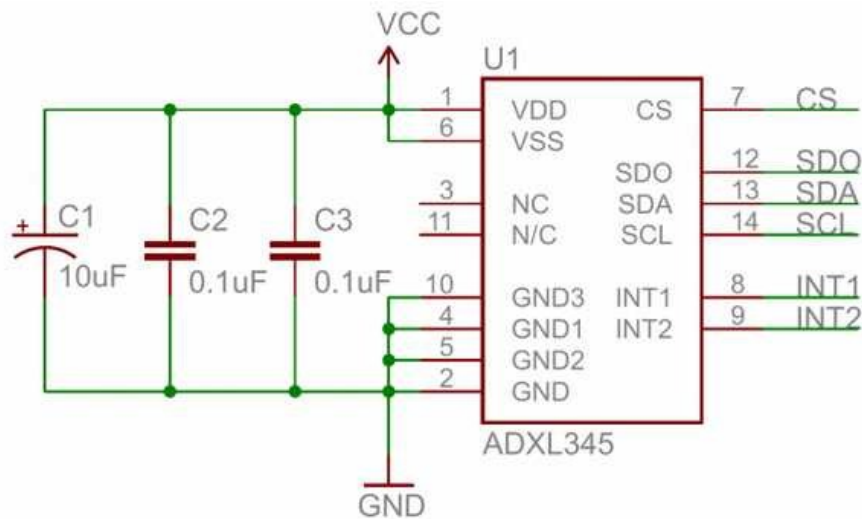 VCC
U1
1 VDD CS 7 CS
6 VSS
SDO 12 SDO
3 NC SDA 13 SDA
11 N/C SCL 14 SCL
+ C1 C2 C3
10uF 0.1uF 0.1uF
10 GND3 INT1 8 INT1
4 GND1 INT2 9 INT2
5 GND2
2 GND
ADXL345
GND